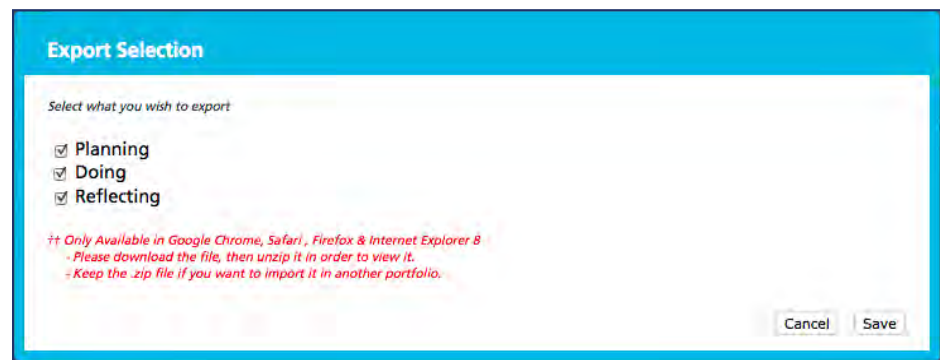 Export Selection
Select what you wish to export
Planning
Doing
Reflecting
†† Only Available in Google Chrome, Safari , Firefox & Internet Explorer 8
- Please download the file, then unzip it in order to view it.
- Keep the .zip file if you want to import it in another portfolio.
Cancel Save